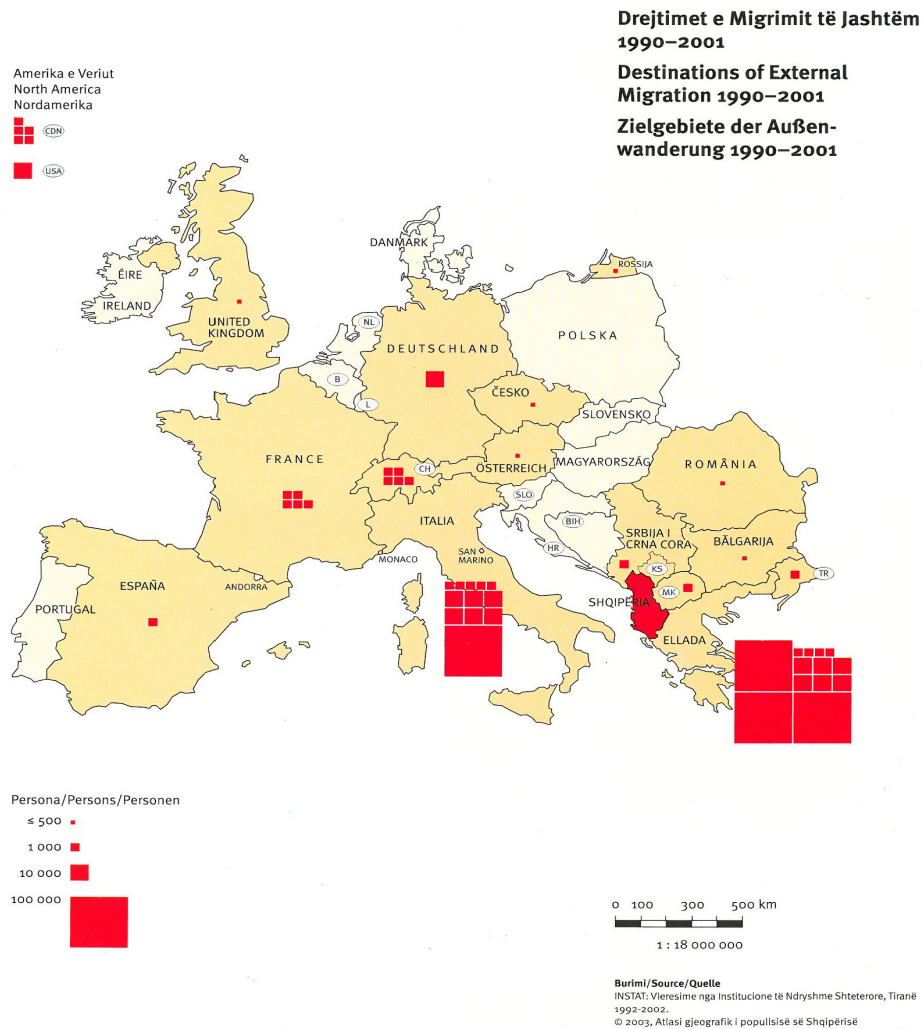 Drejtimet e Migrimit të Jashtëm
1990–2001
Destinations of External
Migration 1990–2001
Zielgebiete der Außen-
wanderung 1990–2001
Amerika e Veriut
North America
Nordamerika
CDN
USA
DANMARK
ÉIRE
IRELAND
UNITED
KINGDOM
ROSSIJA
NL
DEUTSCHLAND
POLSKA
B
L
ČESKO
SLOVENSKO
FRANCE
CH
ÖSTERREICH
MAGYARORSZÁG
ROMÂNIA
SLO
ITALIA
BIH
HR
SRBIJA I
CRNA CORA
BĂLGARIJA
MONACO
SAN
MARINO
KS
TR
ESPAÑA
ANDORRA
MK
PORTUGAL
SHQIPËRIA
ELLADA
Persona/Persons/Personen
≤ 500
1 000
10 000
100 000
0 100 300 500 km
1 : 18 000 000
Burimi/Source/Quelle
INSTAT: Vleresime nga Institucione të Ndryshme Shteterore, Tiranë
1992-2002.
© 2003, Atlasi gjeografik i popullsisë së Shqipërisë